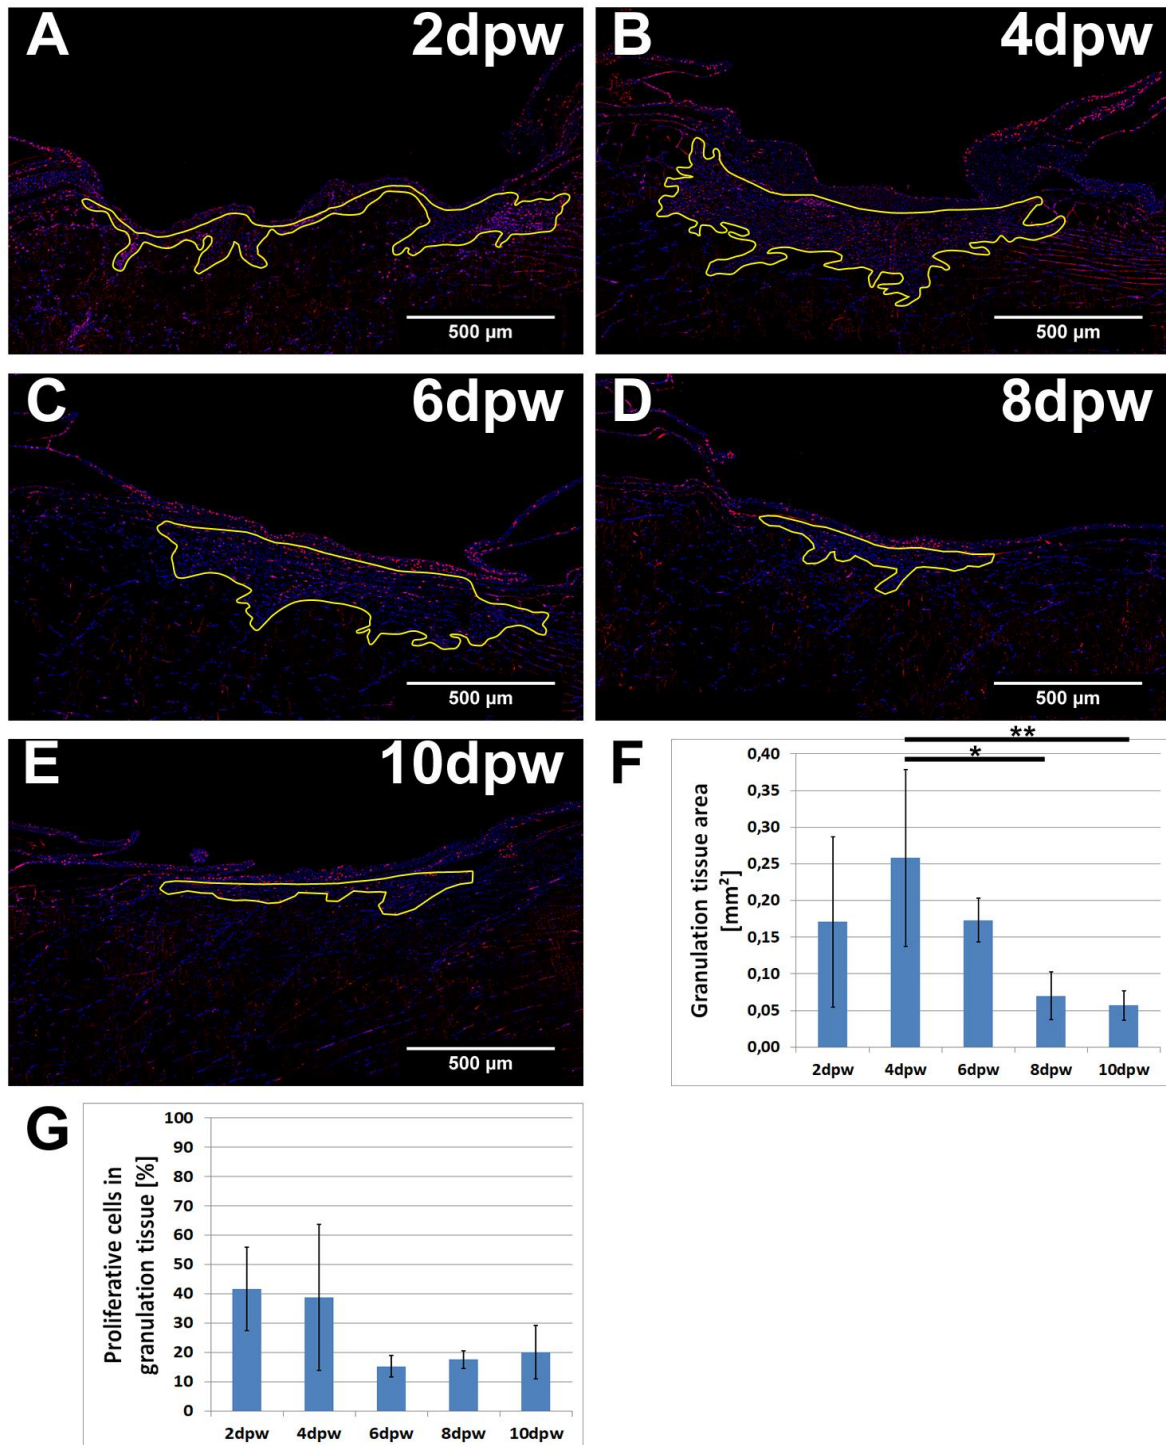 A 2dpw
500 µm
B 4dpw
500 µm
C 6dpw
500 µm
D 8dpw
500 µm
E 10dpw
500 µm
F
**
*
Granulation tissue area
[mm²]
0,40
0,35
0,30
0,25
0,20
0,15
0,10
0,05
0,00
2dpw 4dpw 6dpw 8dpw 10dpw
G
Proliferative cells in
granulation tissue [%]
100
90
80
70
60
50
40
30
20
10
0
2dpw 4dpw 6dpw 8dpw 10dpw